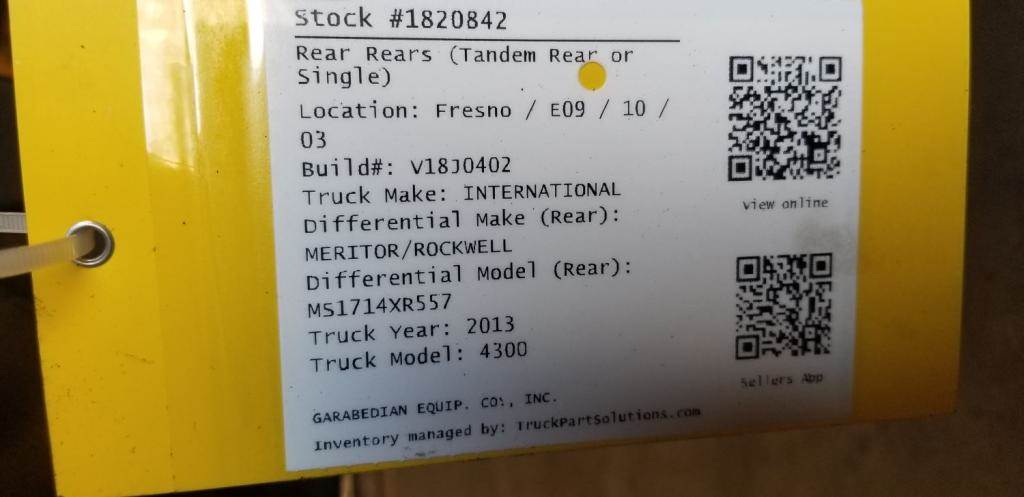 Stock #1820842
Rear Rears (Tandem Rear or
Single)
Location: Fresno / E09 / 10 /
03
Build#: V18J0402
Truck Make: INTERNATIONAL
Differential Make (Rear):
MERITOR/ROCKWELL
Differential Model (Rear):
MS1714XR557
Truck Year: 2013
Truck Model: 4300
GARABEDIAN EQUIP. CO., INC.
Inventory managed by: TruckPartSolutions.com
View online
Sellers App